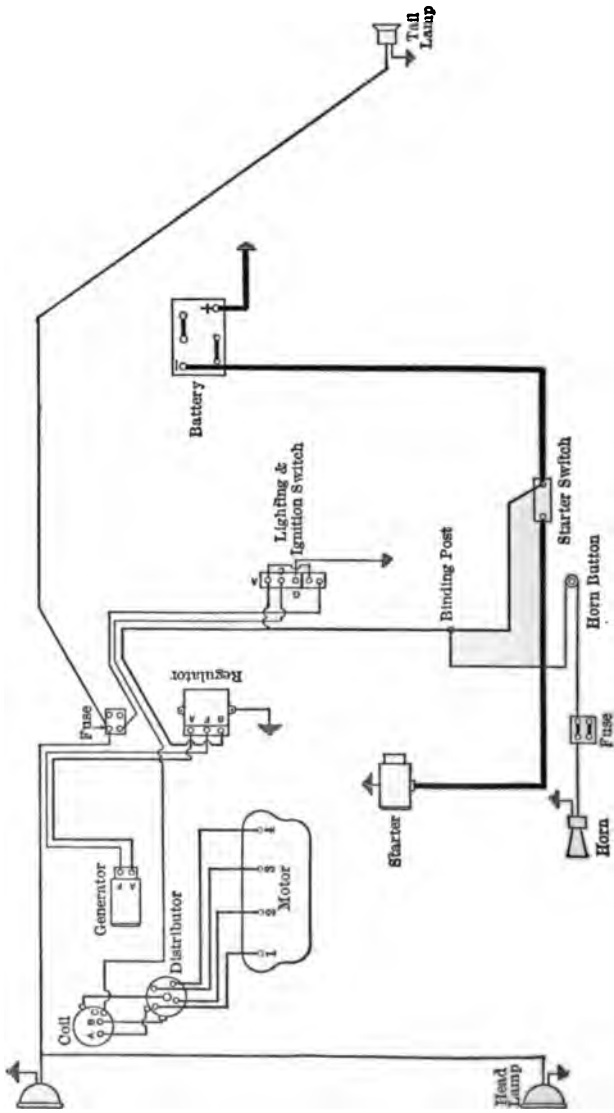 Tail
Lamp
Battery
+
Lighting &
Ignition Switch
Binding Post
Starter Switch
Horn Button
Fuse
Regulator
A F B
Fuse
Starter
Horn
Generator
F A
Motor
1 2 3 4
Distributor
Coil
A B C
Head
Lamp